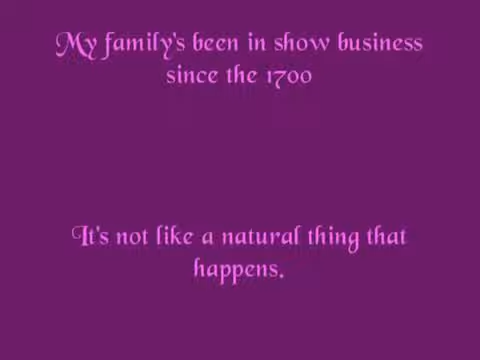 My family's been in show business
since the 1700
It's not like a natural thing that
happens.